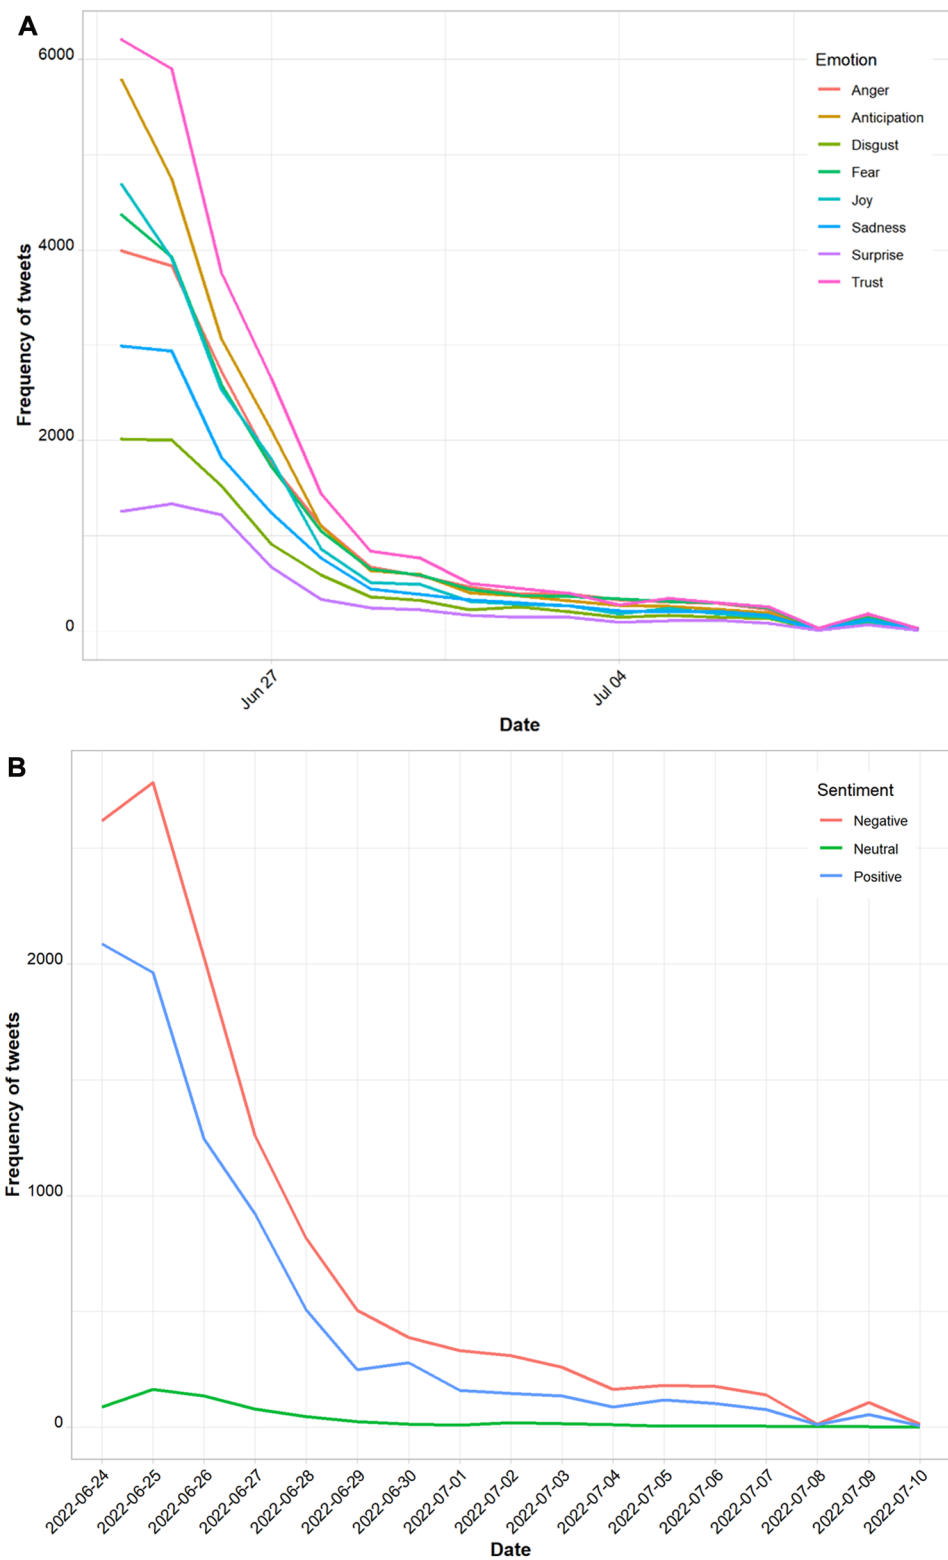 A
Frequency of tweets
6000
4000
2000
0
Emotion
Anger
Anticipation
Disgust
Fear
Joy
Sadness
Surprise
Trust
Jun 27
Jul 04
Date
B
Frequency of tweets
2000
1000
0
Sentiment
Negative
Neutral
Positive
2022-06-24
2022-06-25
2022-06-26
2022-06-27
2022-06-28
2022-06-29
2022-06-30
2022-07-01
2022-07-02
2022-07-03
2022-07-04
2022-07-05
2022-07-06
2022-07-07
2022-07-08
2022-07-09
2022-07-10
Date